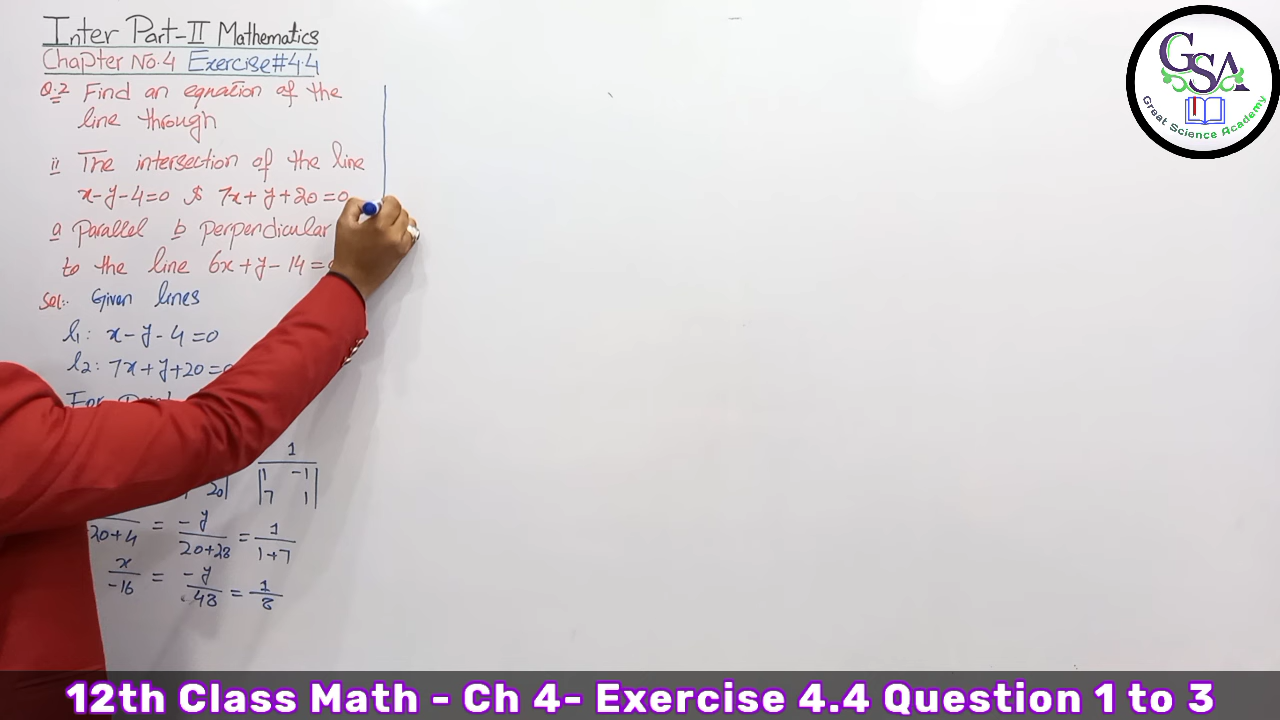 Inter Part-II Mathematics
Chapter No.4 Exercise#4.4
Q.2 Find an equation of the
line through
ii The intersection of the line
x-y-4=0 & 7x+y+20=0
a Parallel b perpendicular
to the line 6x+y-14=
Sol:- Given lines
l1: x-y-4=0
l2: 7x+y+20=0
For Point
1
1 -1
20
7 1
-y 1
20+4 = 20+28 = 1+7
x -y 1
-16 = 48 = 8
GSA
Great Science Academy
12th Class Math - Ch 4- Exercise 4.4 Question 1 to 3